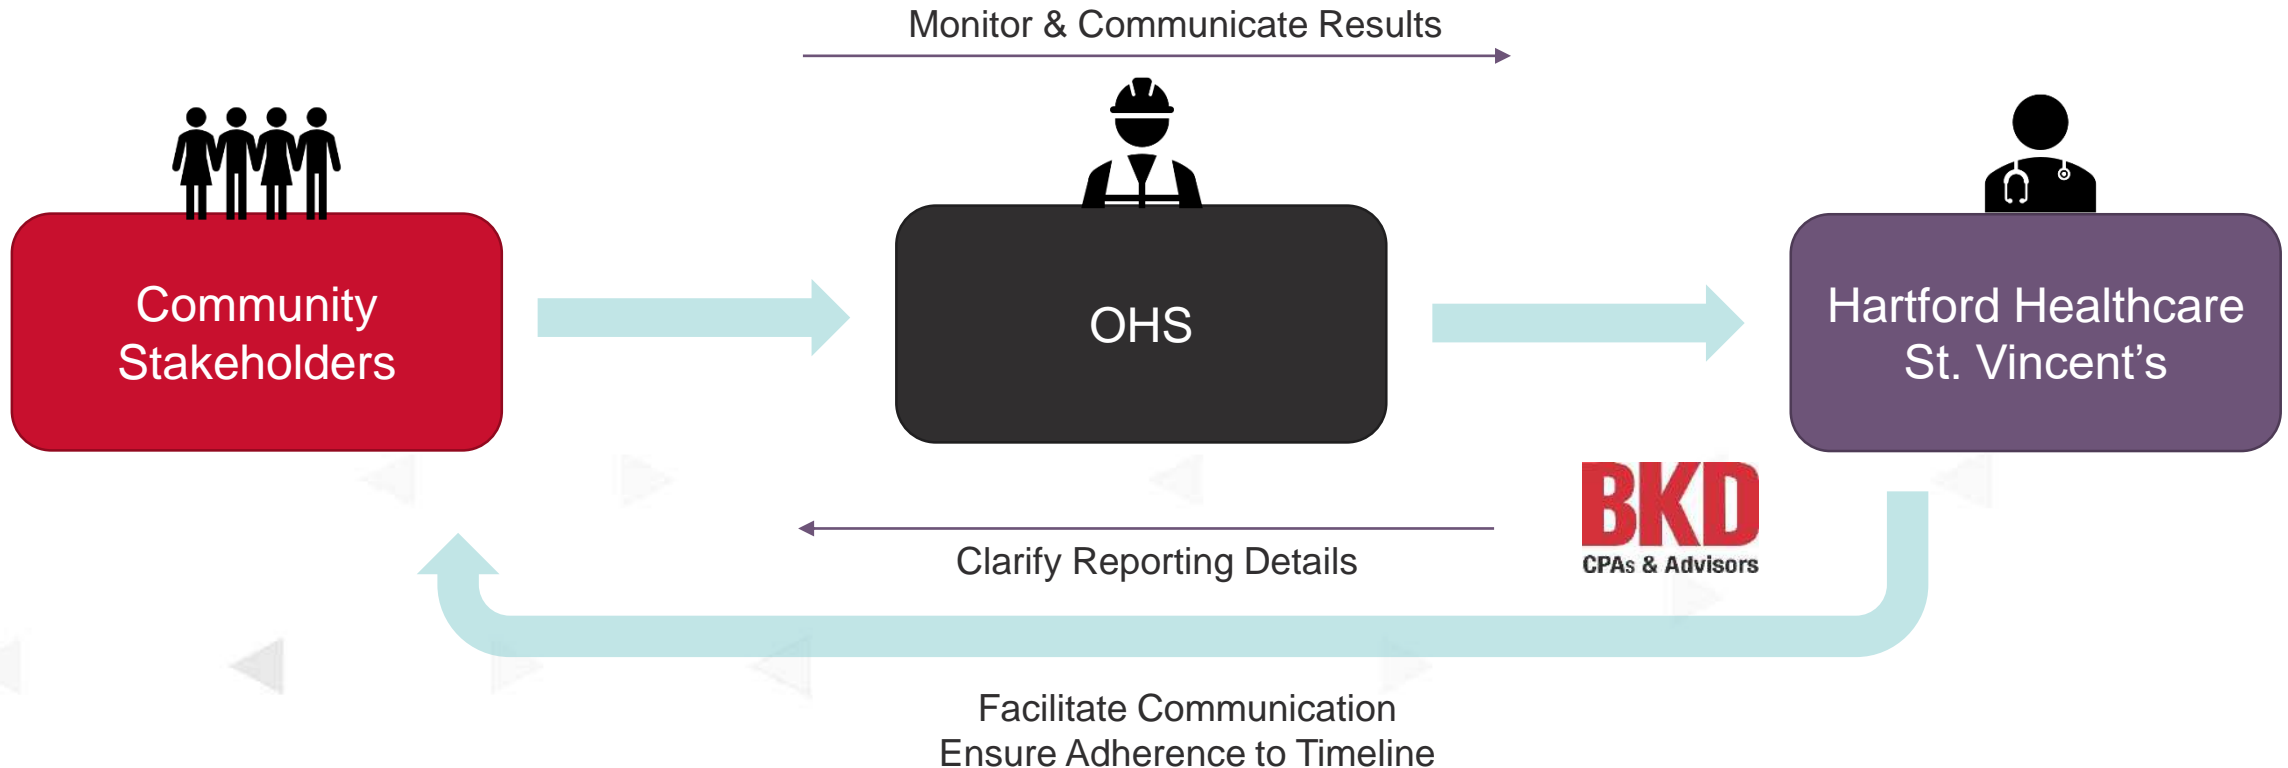 Monitor & Communicate Results
Community
Stakeholders
OHS
Hartford Healthcare
St. Vincent's
BKD
CPAs & Advisors
Clarify Reporting Details
Facilitate Communication
Ensure Adherence to Timeline